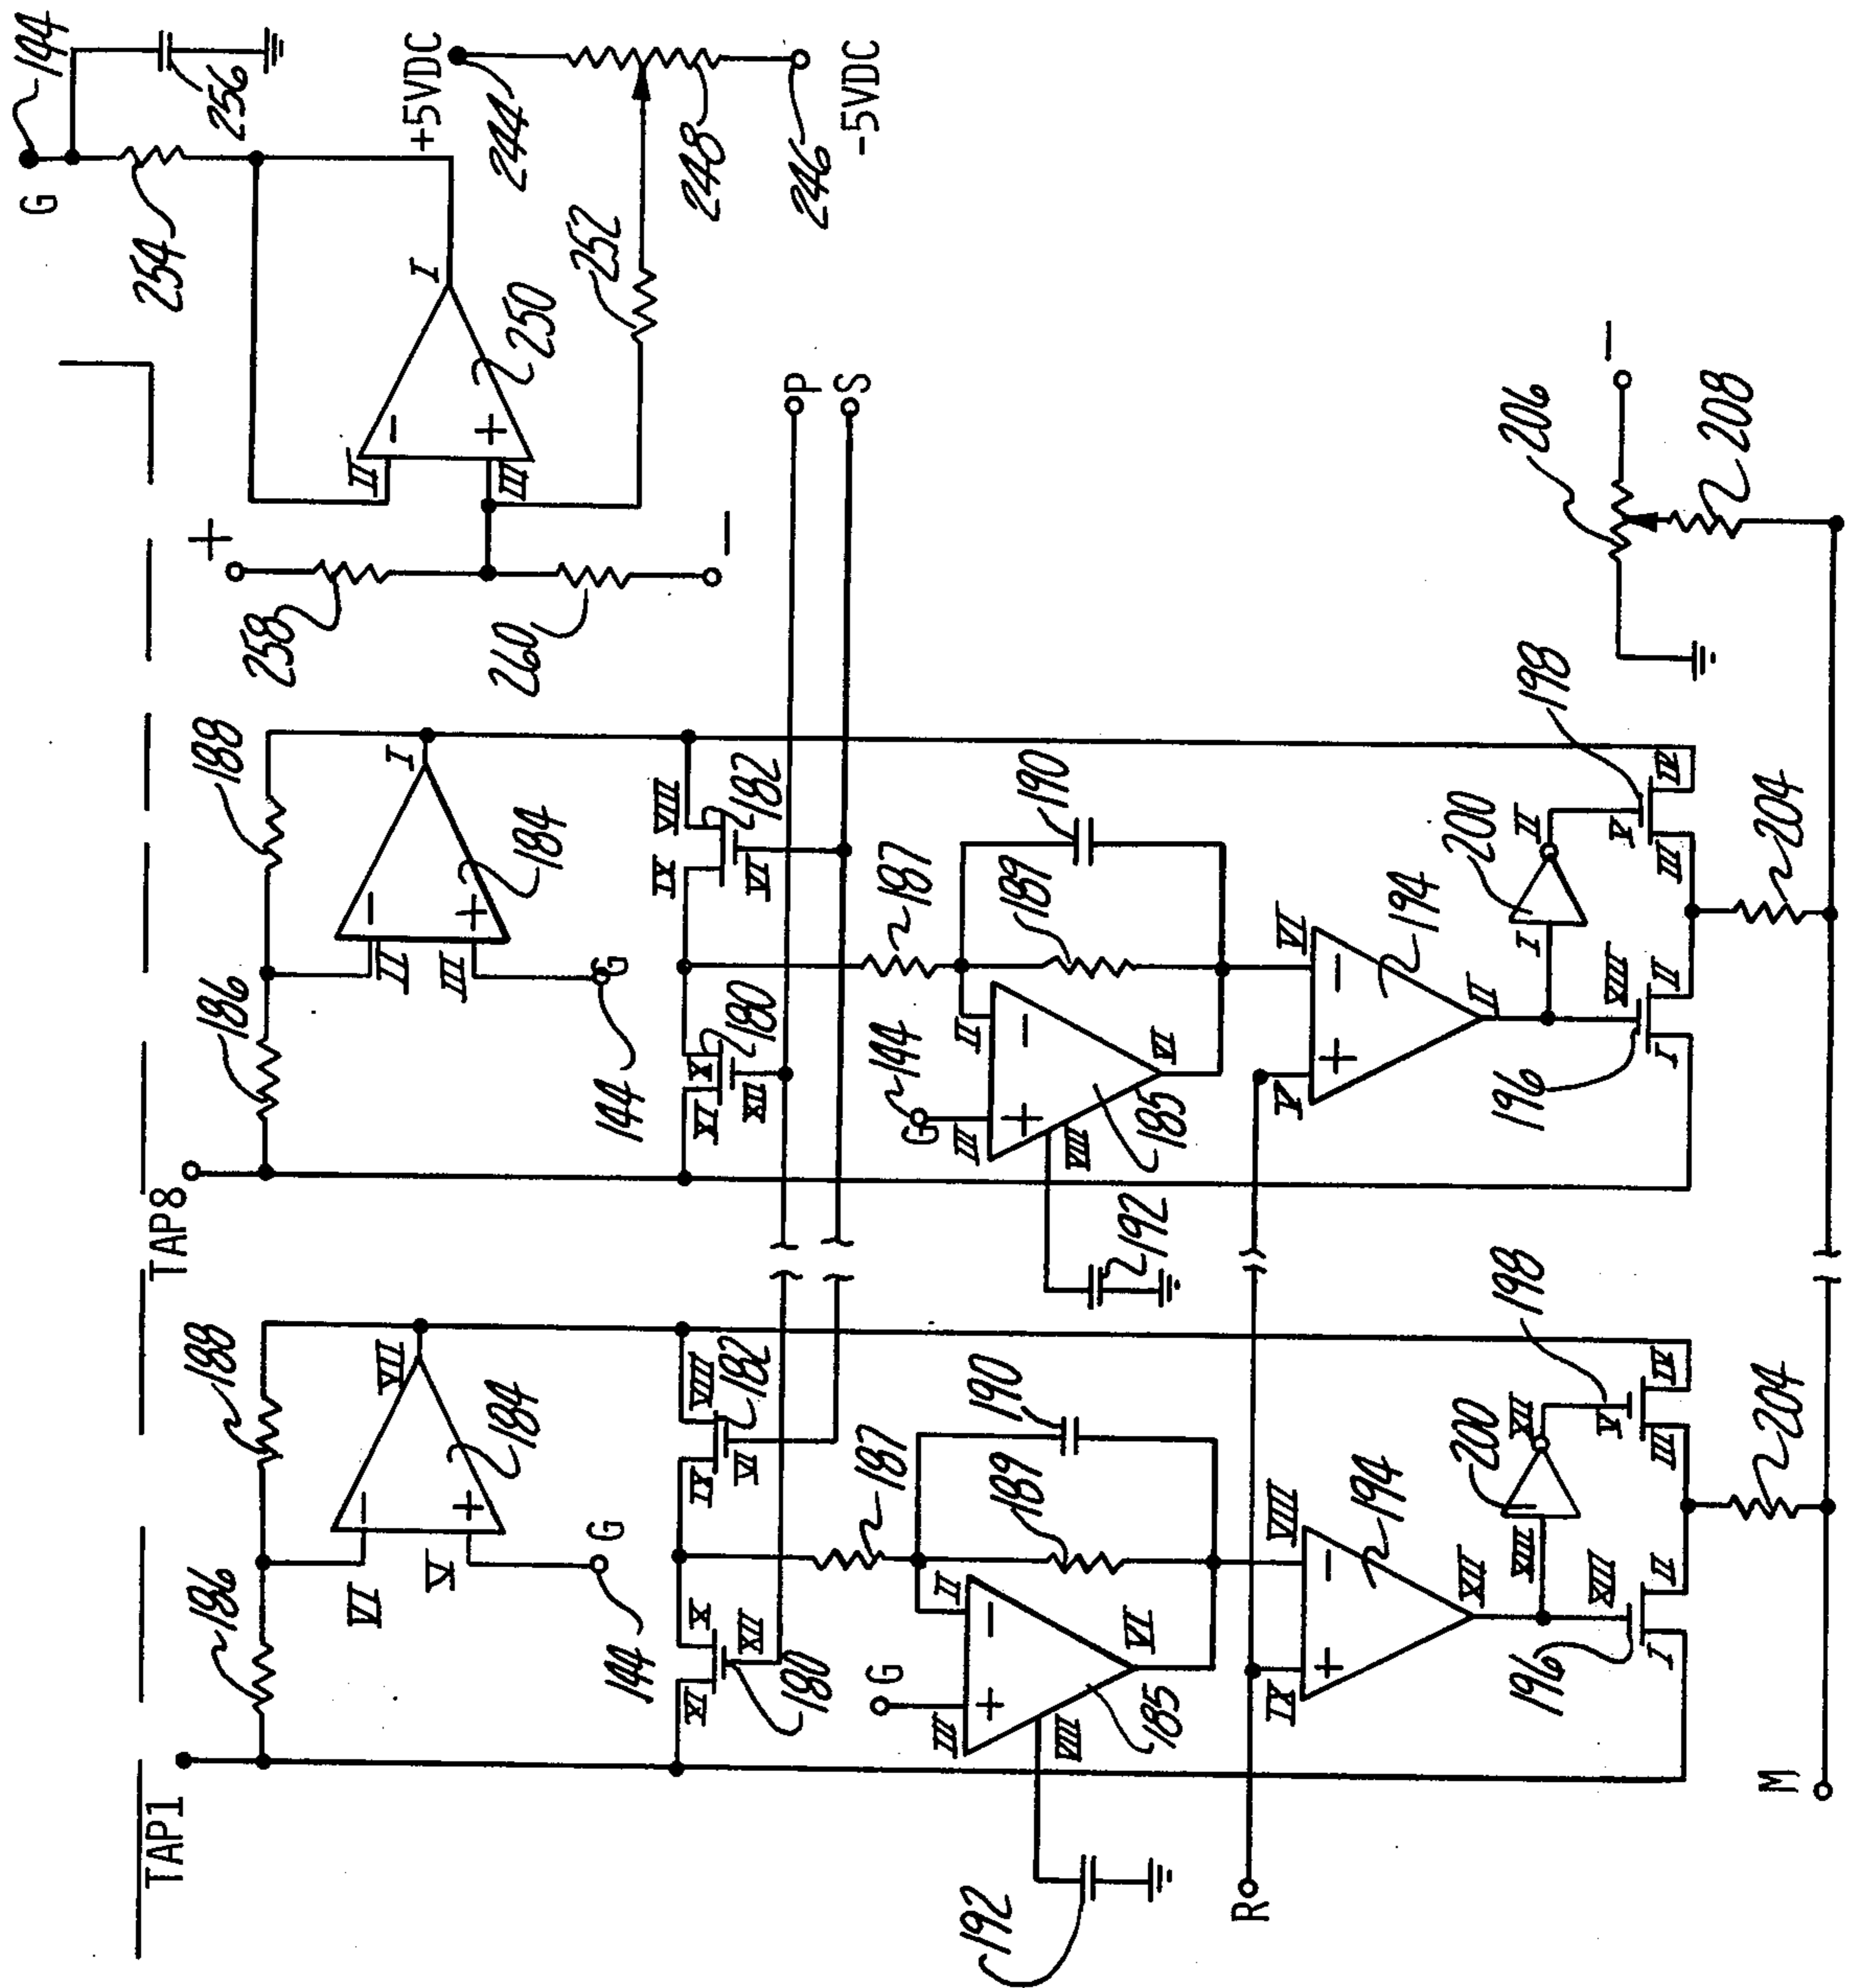 TAP1
TAP8
G
144
186
188
VI
V
VII
184
G
144
186
188
II
III
I
184
G
144
258
260
+
−
II
III
−
+
I
250
252
254
256
+5VDC
244
248
246
-5VDC
XI
X
XII
180
IX
VIII
VI
182
XI
X
XII
180
IX
VIII
VI
182
P
S
192
G
III
II
+
−
VIII
VI
185
187
189
190
192
G
144
III
II
+
−
VIII
VI
185
187
189
190
R
IX
VIII
+
−
XII
194
XIII
XII
200
198
V
VI
+
−
II
194
I
II
200
198
196
XIII
I
II
III
V
IV
204
196
XIII
I
II
III
V
IV
204
206
208
−
M